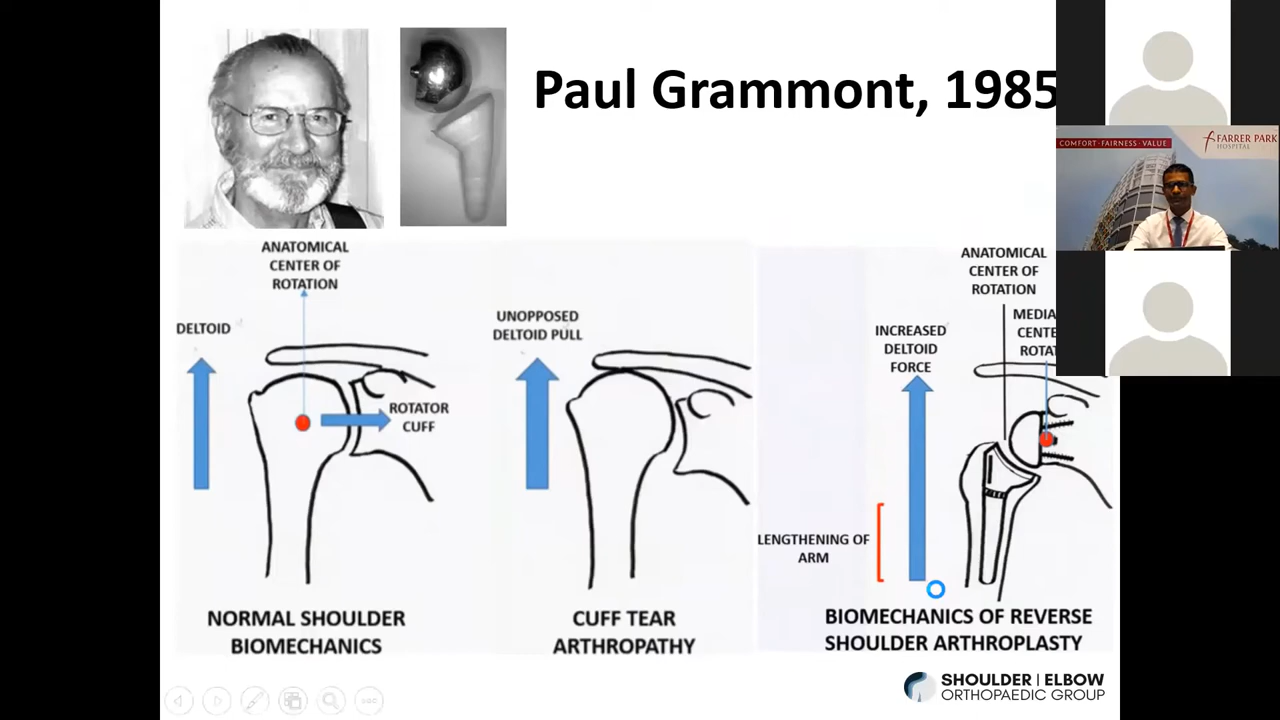 Paul Grammont, 1985
COMFORT·FAIRNESS·VALUE
FARRER PARK
HOSPITAL
ANATOMICAL
CENTER OF
ROTATION
DELTOID
ROTATOR
CUFF
NORMAL SHOULDER
BIOMECHANICS
UNOPPOSED
DELTOID PULL
CUFF TEAR
ARTHROPATHY
ANATOMICAL
CENTER OF
ROTATION
MEDIA
CENTE
ROTAT
INCREASED
DELTOID
FORCE
LENGTHENING OF
ARM
BIOMECHANICS OF REVERSE
SHOULDER ARTHROPLASTY
SHOULDER | ELBOW
ORTHOPAEDIC GROUP